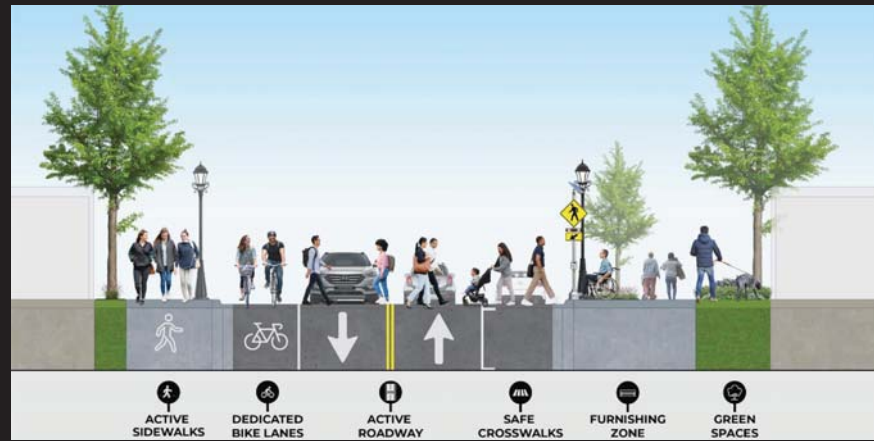 ACTIVE
SIDEWALKS
DEDICATED
BIKE LANES
ACTIVE
ROADWAY
SAFE
CROSSWALKS
FURNISHING
ZONE
GREEN
SPACES